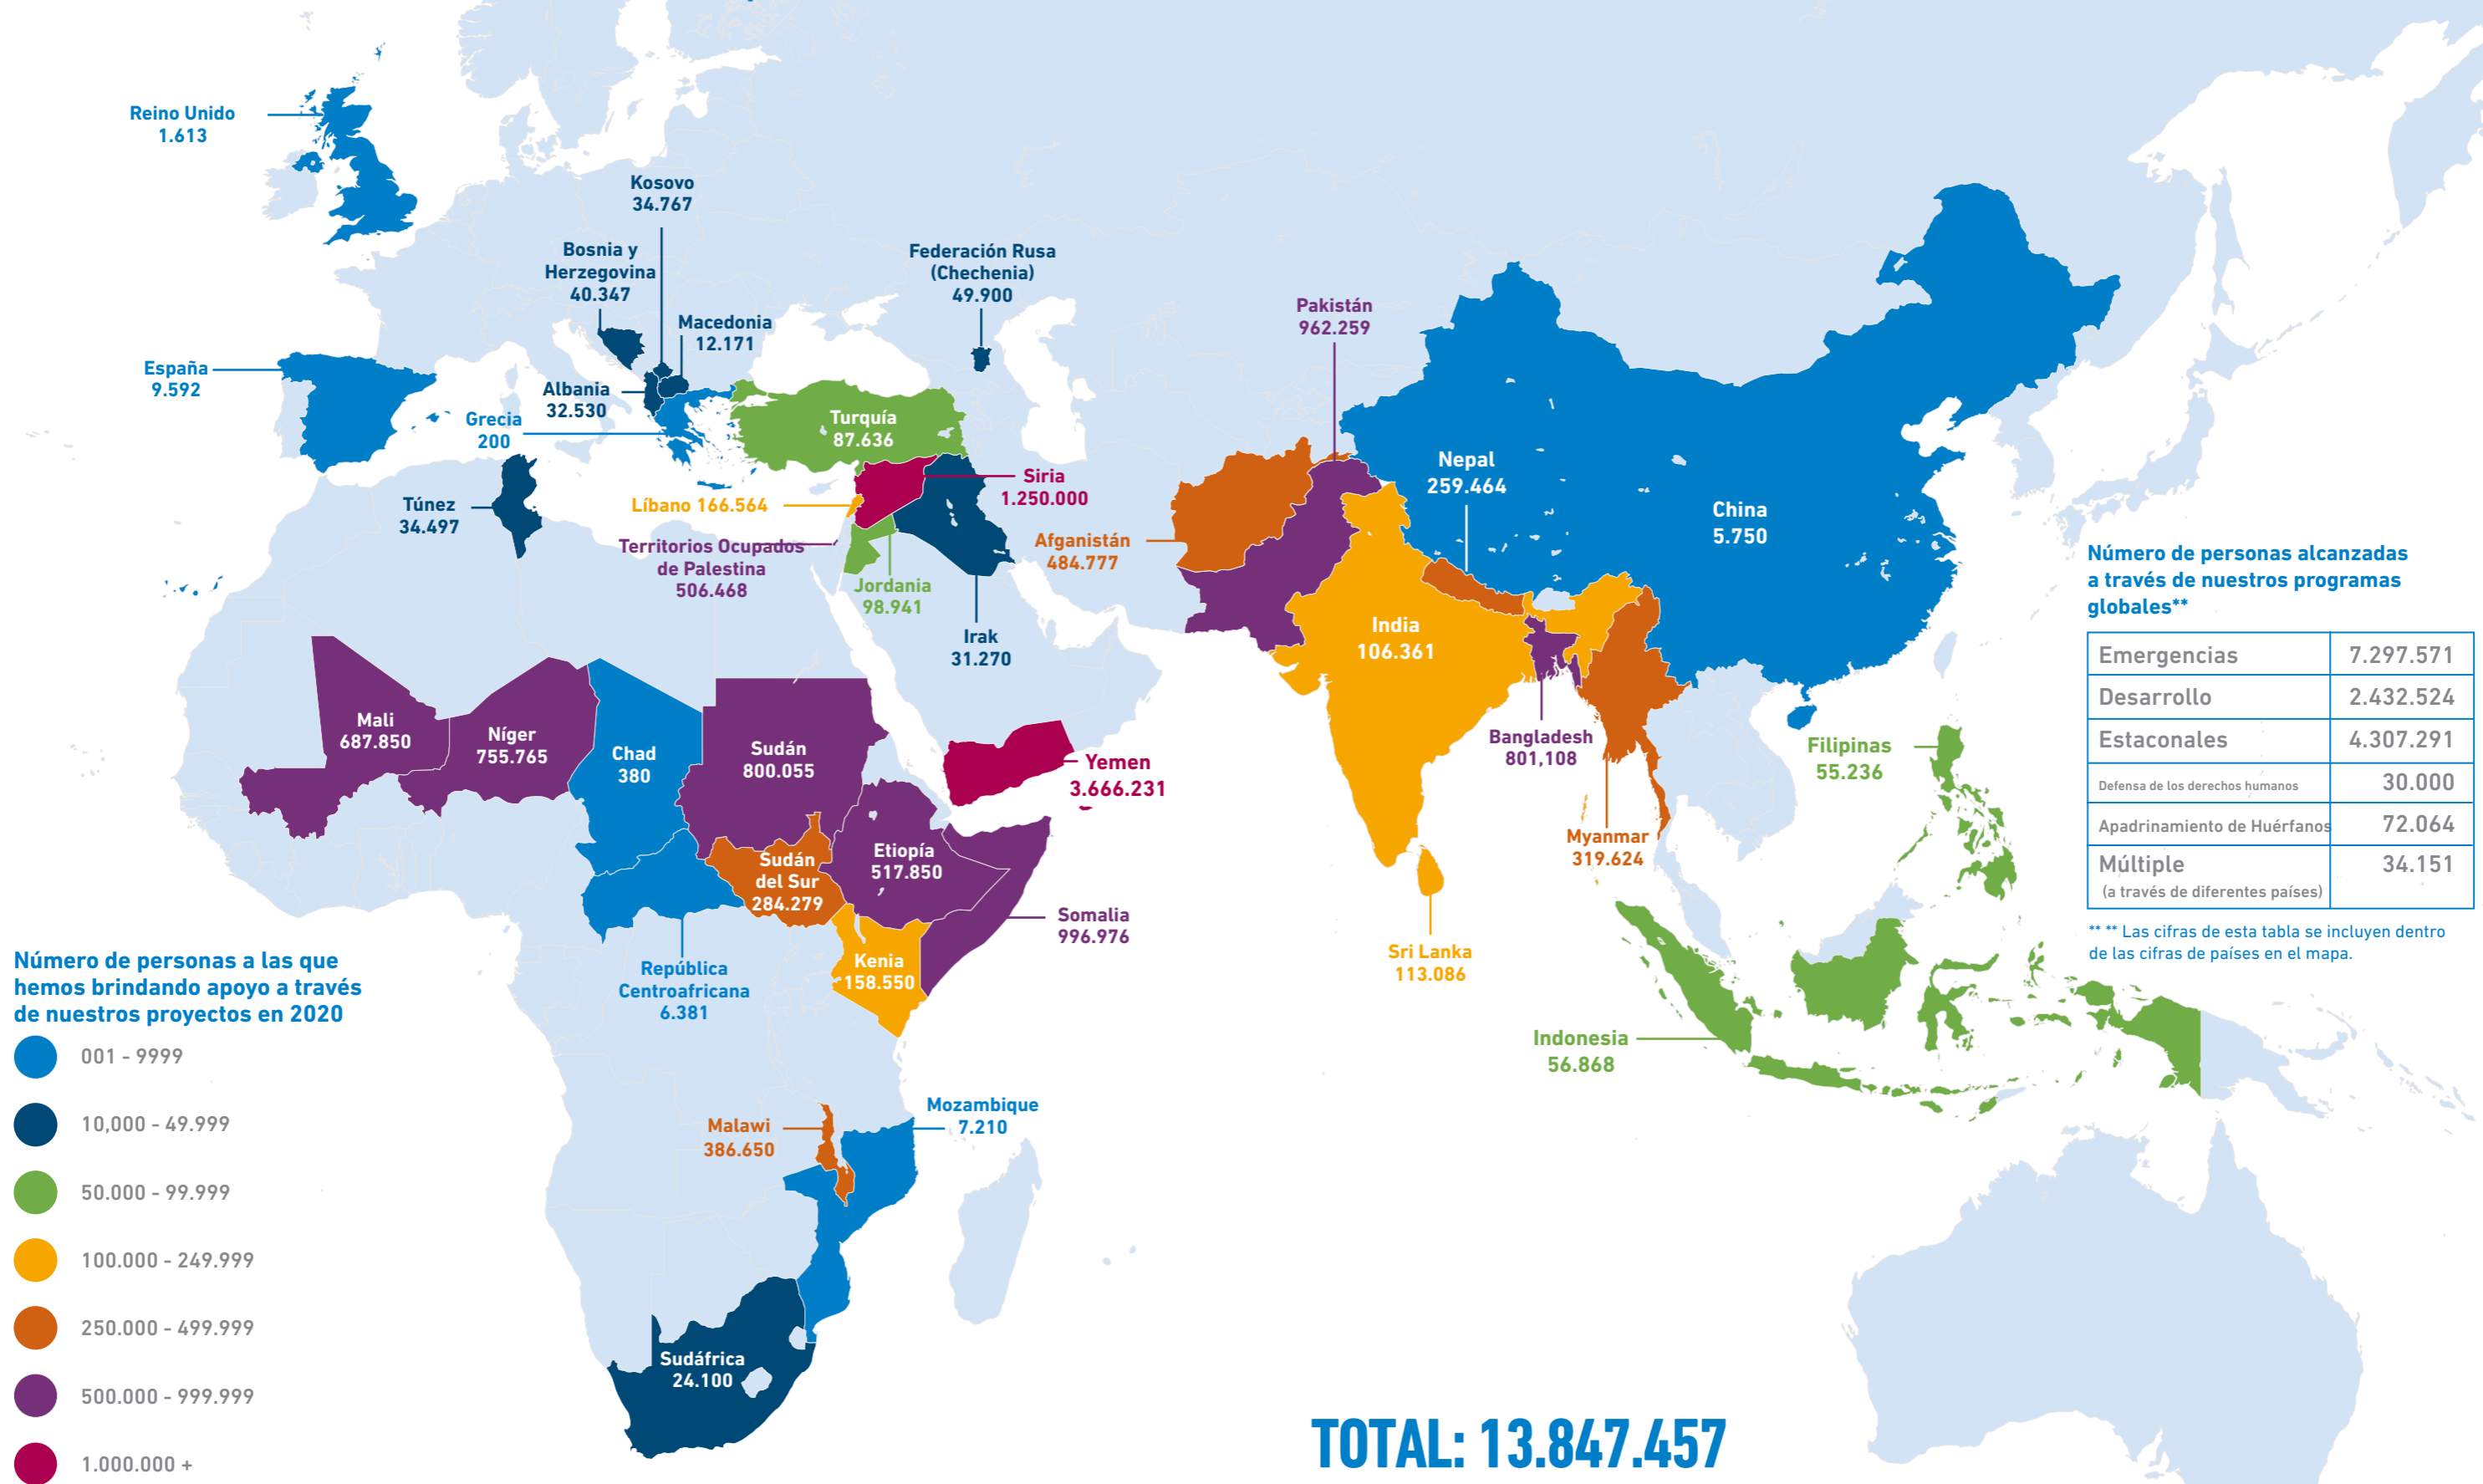 Reino Unido
1.613
Kosovo
34.767
Bosnia y
Herzegovina
40.347
Federación Rusa
(Chechenia)
49.900
Macedonia
12.171
Pakistán
962.259
España
9.592
Albania
32.530
Grecia
200
Turquía
87.636
Siria
1.250.000
Nepal
259.464
China
5.750
Túnez
34.497
Líbano 166.564
Territorios Ocupados
de Palestina
506.468
Afganistán
484.777
Jordania
98.941
Irak
31.270
India
106.361
Número de personas alcanzadas
a través de nuestros programas
globales**
Emergencias 7.297.571
Desarrollo 2.432.524
Estaconales 4.307.291
Defensa de los derechos humanos 30.000
Apadrinamiento de Huérfanos 72.064
Múltiple 34.151
(a través de diferentes países)
** ** Las cifras de esta tabla se incluyen dentro
de las cifras de países en el mapa.
Mali
687.850
Níger
755.765
Chad
380
Sudán
800.055
Yemen
3.666.231
Bangladesh
801,108
Filipinas
55.236
Myanmar
319.624
Sudán
del Sur
284.279
Etiopía
517.850
Somalia
996.976
Sri Lanka
113.086
Kenia
158.550
República
Centroafricana
6.381
Indonesia
56.868
Malawi
386.650
Mozambique
7.210
Sudáfrica
24.100
Número de personas a las que
hemos brindando apoyo a través
de nuestros proyectos en 2020
001 - 9999
10,000 - 49.999
50.000 - 99.999
100.000 - 249.999
250.000 - 499.999
500.000 - 999.999
1.000.000 +
TOTAL: 13.847.457